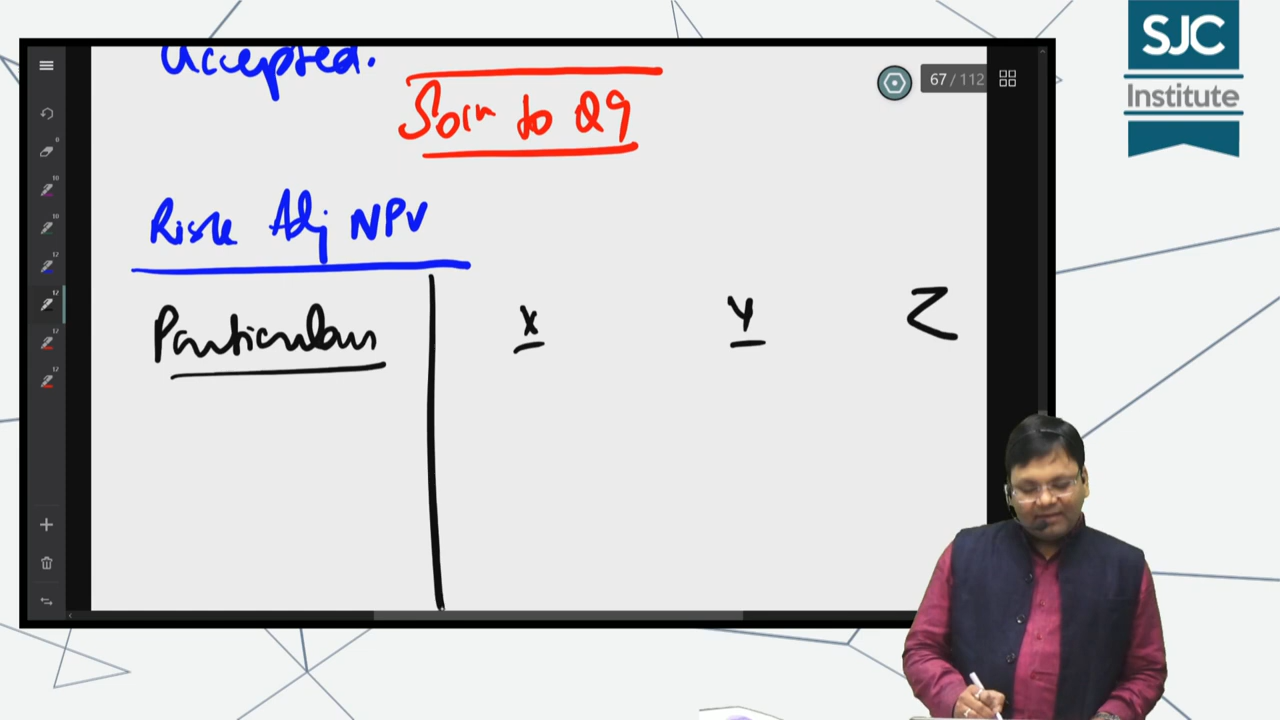 Accepted.
Soln to Q9
67 / 112
SJC
Institute
Risk Adj NPV
Particulars X Y Z